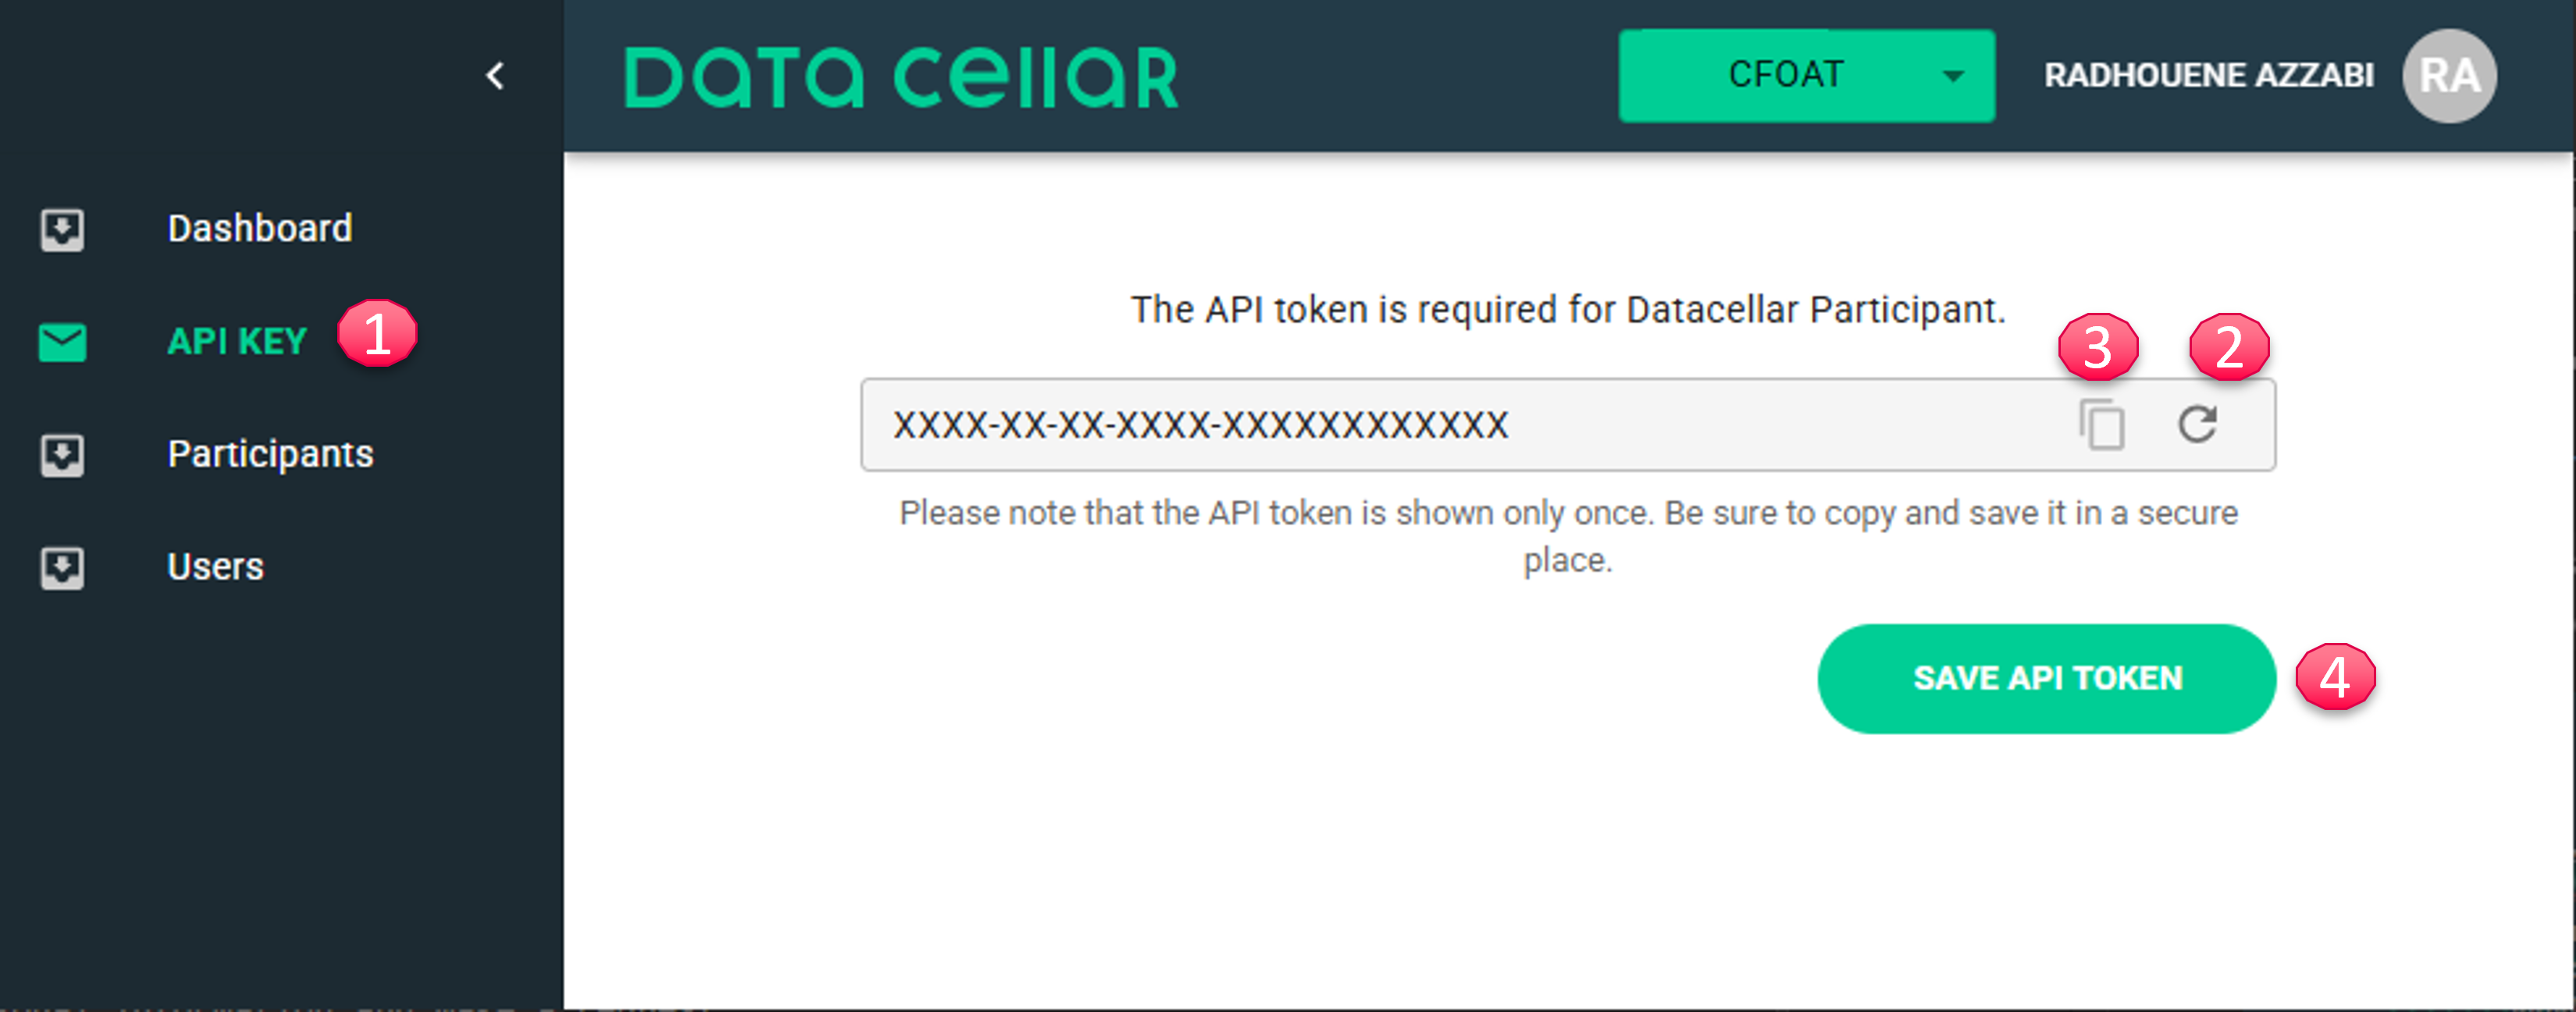 DATA CELLAR
CFOAT
RADHOUENE AZZABI
RA
Dashboard
API KEY
1
Participants
Users
The API token is required for Datacellar Participant.
3
2
XXXX-XX-XX-XXXX-XXXXXXXXXXXX
Please note that the API token is shown only once. Be sure to copy and save it in a secure
place.
SAVE API TOKEN
4